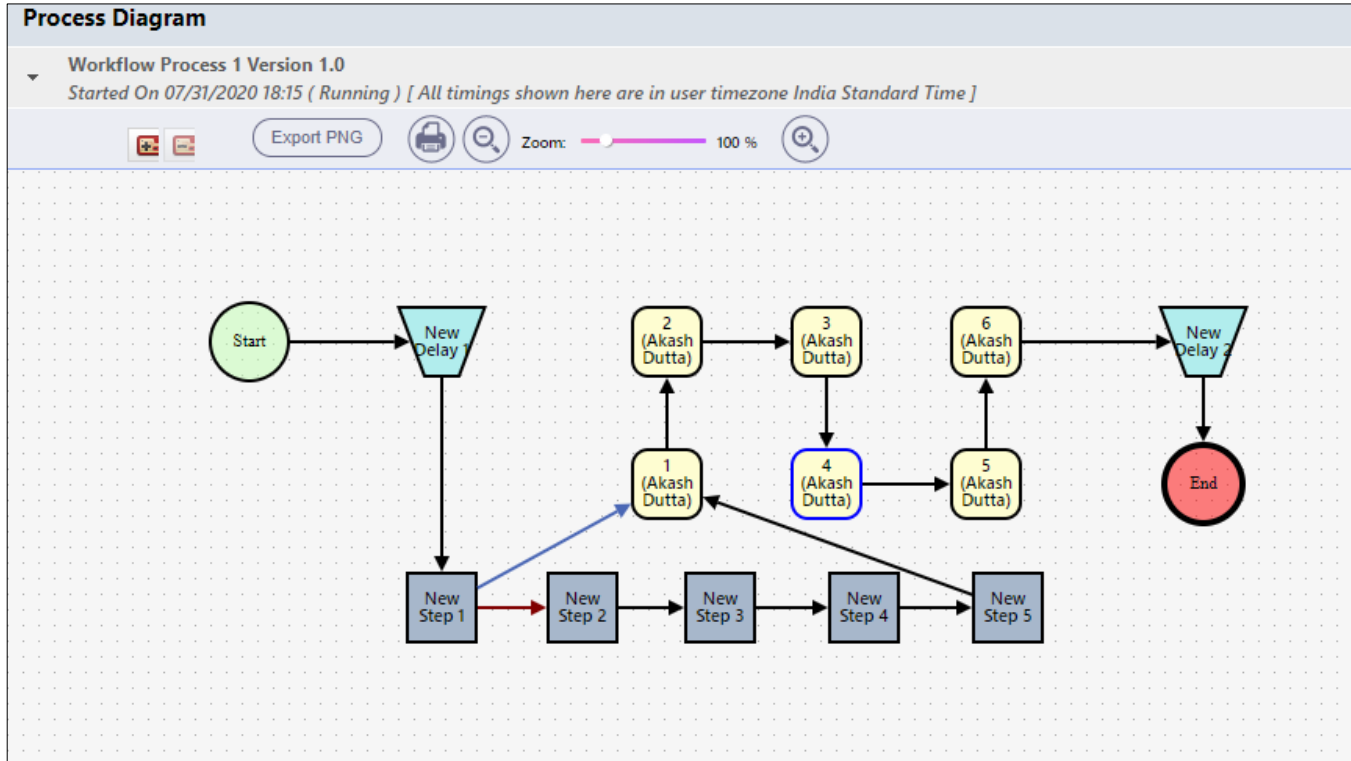 Process Diagram
Workflow Process 1 Version 1.0
Started On 07/31/2020 18:15 ( Running ) [ All timings shown here are in user timezone India Standard Time ]
Export PNG
Zoom:
100 %
Start
New
Delay 1
2
(Akash
Dutta)
3
(Akash
Dutta)
6
(Akash
Dutta)
New
Delay 2
1
(Akash
Dutta)
4
(Akash
Dutta)
5
(Akash
Dutta)
End
New
Step 1
New
Step 2
New
Step 3
New
Step 4
New
Step 5